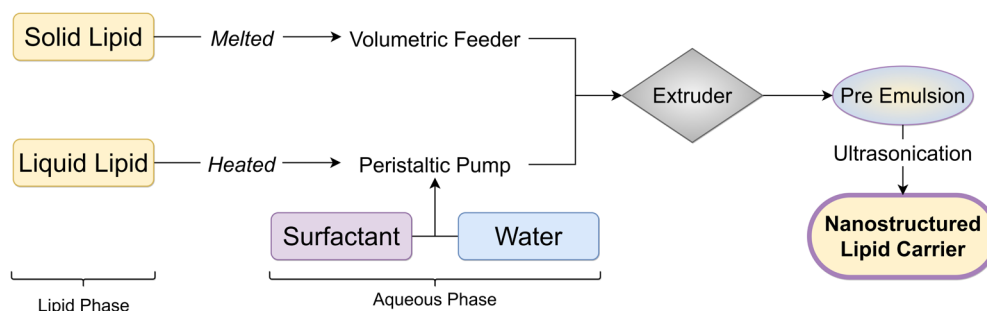 Solid Lipid
Melted
Volumetric Feeder
Extruder
Pre Emulsion
Liquid Lipid
Heated
Peristaltic Pump
Ultrasonication
Surfactant
Water
Nanostructured
Lipid Carrier
Lipid Phase
Aqueous Phase